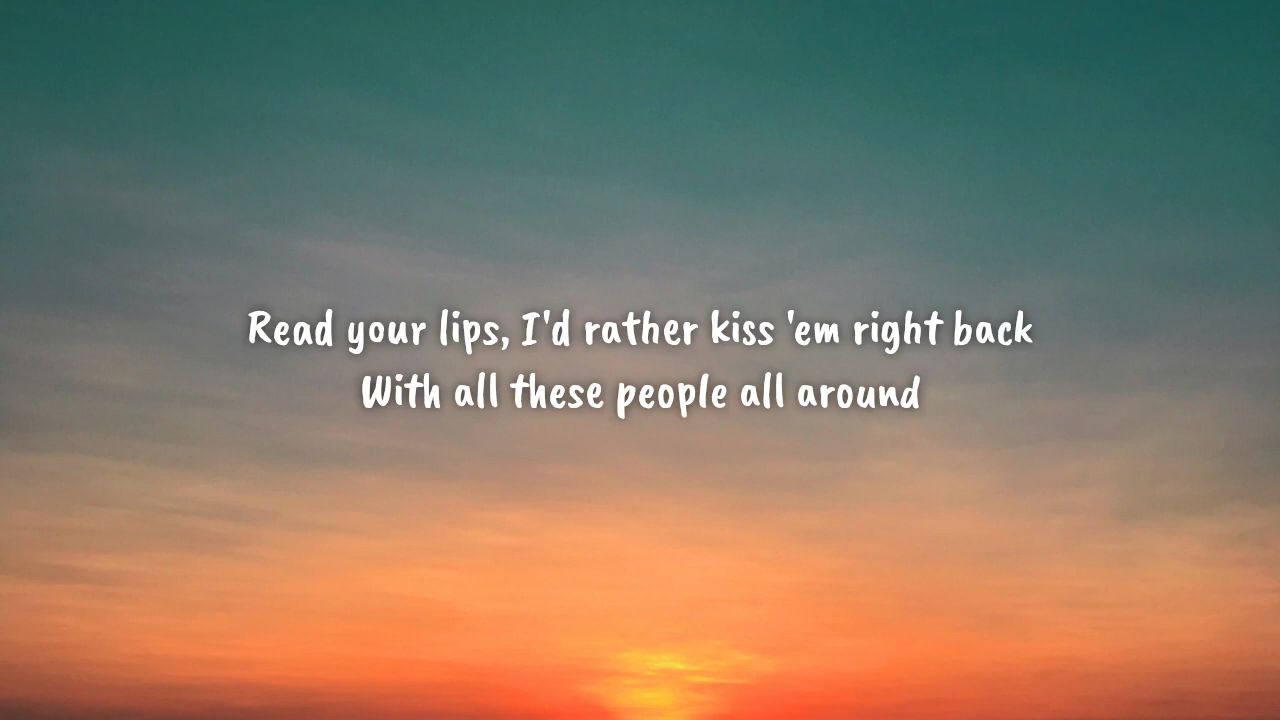 Read your lips, I'd rather kiss 'em right back
With all these people all around